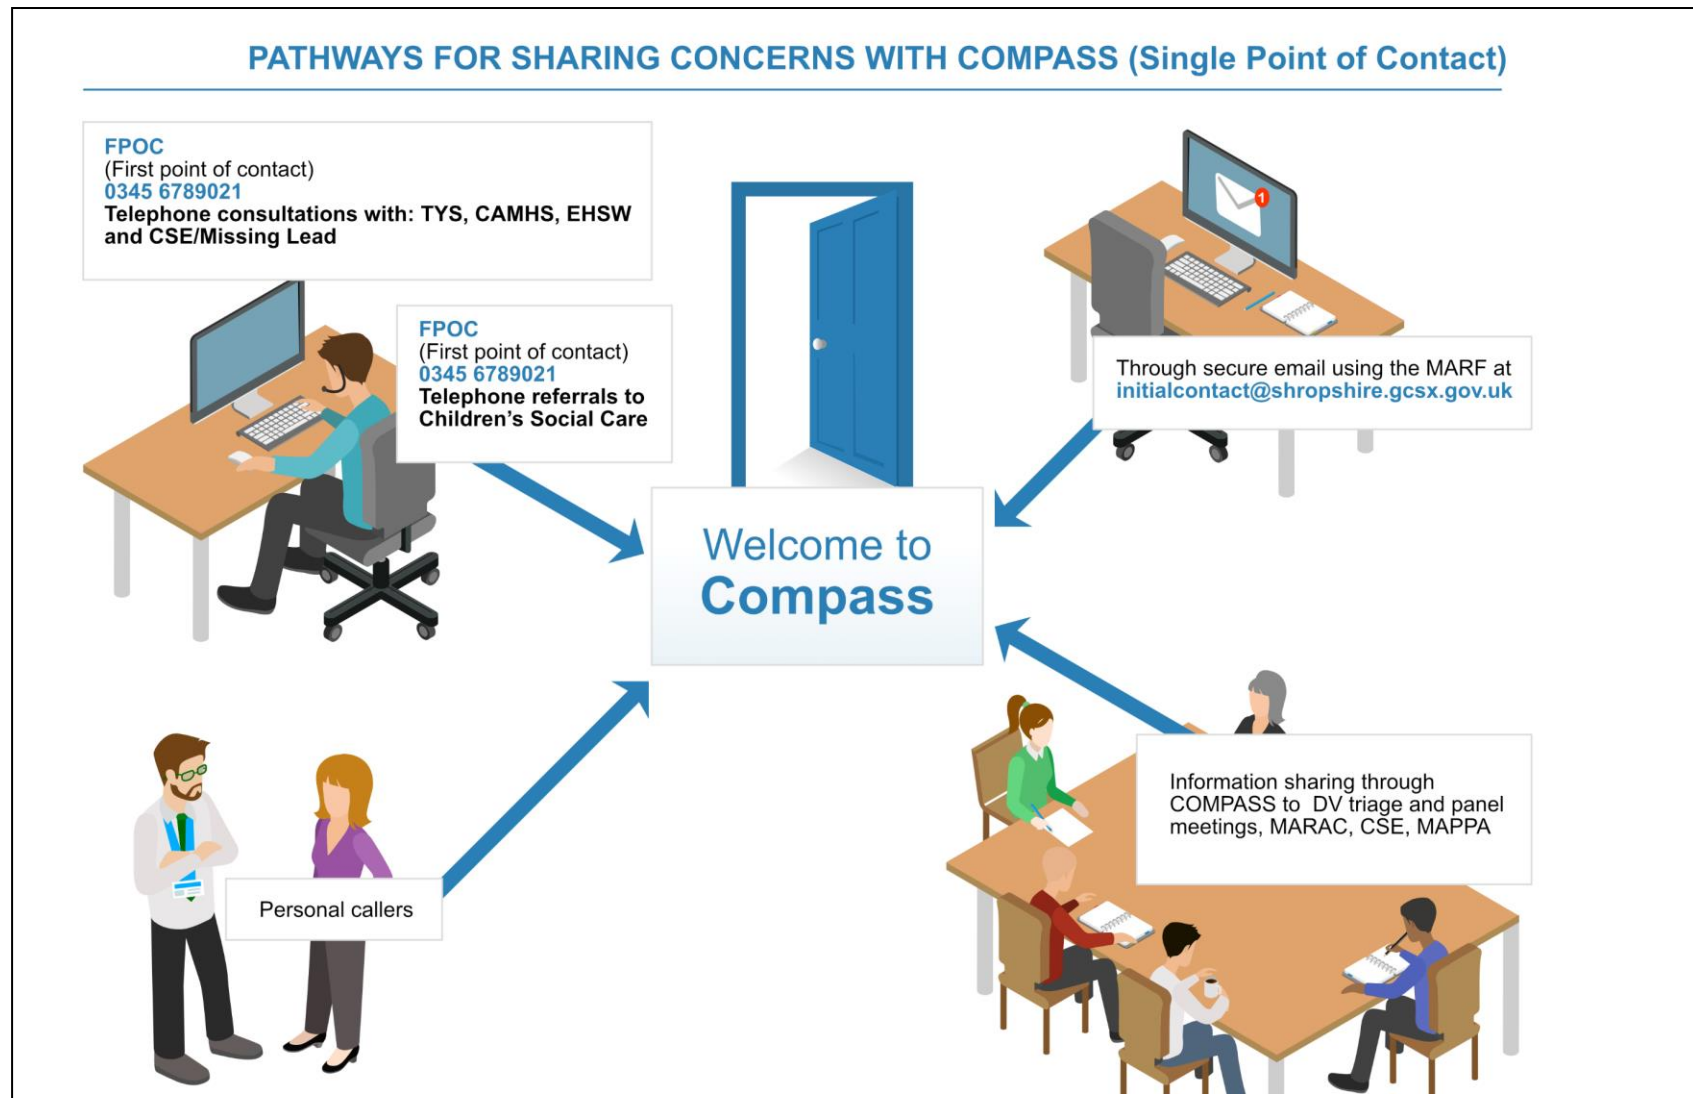 PATHWAYS FOR SHARING CONCERNS WITH COMPASS (Single Point of Contact)
FPOC
(First point of contact)
0345 6789021
Telephone consultations with: TYS, CAMHS, EHSW
and CSE/Missing Lead
FPOC
(First point of contact)
0345 6789021
Telephone referrals to
Children’s Social Care
1
Through secure email using the MARF at
initialcontact@shropshire.gcsx.gov.uk
Welcome to
Compass
Personal callers
Information sharing through
COMPASS to  DV triage and panel
meetings, MARAC, CSE, MAPPA